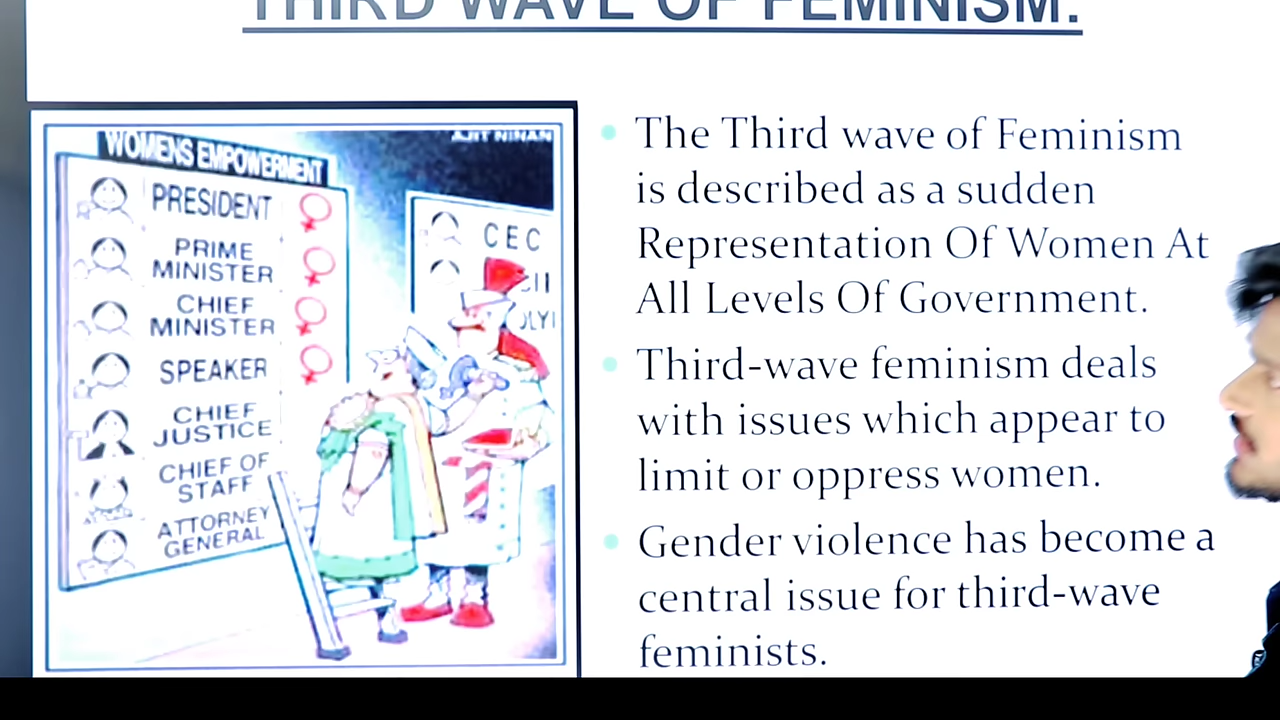 THIRD WAVE OF FEMINISM:
AJIT NINAN
WOMENS EMPOWERMENT
PRESIDENT
PRIME
MINISTER
CHIEF
MINISTER
SPEAKER
CHIEF
JUSTICE
CHIEF OF
STAFF
ATTORNEY
GENERAL
CEC
The Third wave of Feminism
is described as a sudden
Representation Of Women At
All Levels Of Government.
Third-wave feminism deals
with issues which appear to
limit or oppress women.
Gender violence has become a
central issue for third-wave
feminists.